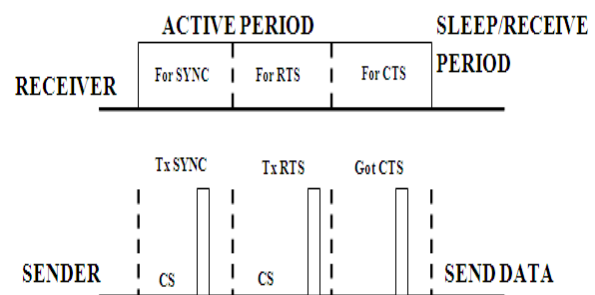 ACTIVE PERIOD
SLEEP/RECEIVE
PERIOD
RECEIVER
For SYNC
For RTS
For CTS
Tx SYNC
Tx RTS
Got CTS
SENDER
CS
CS
SEND DATA